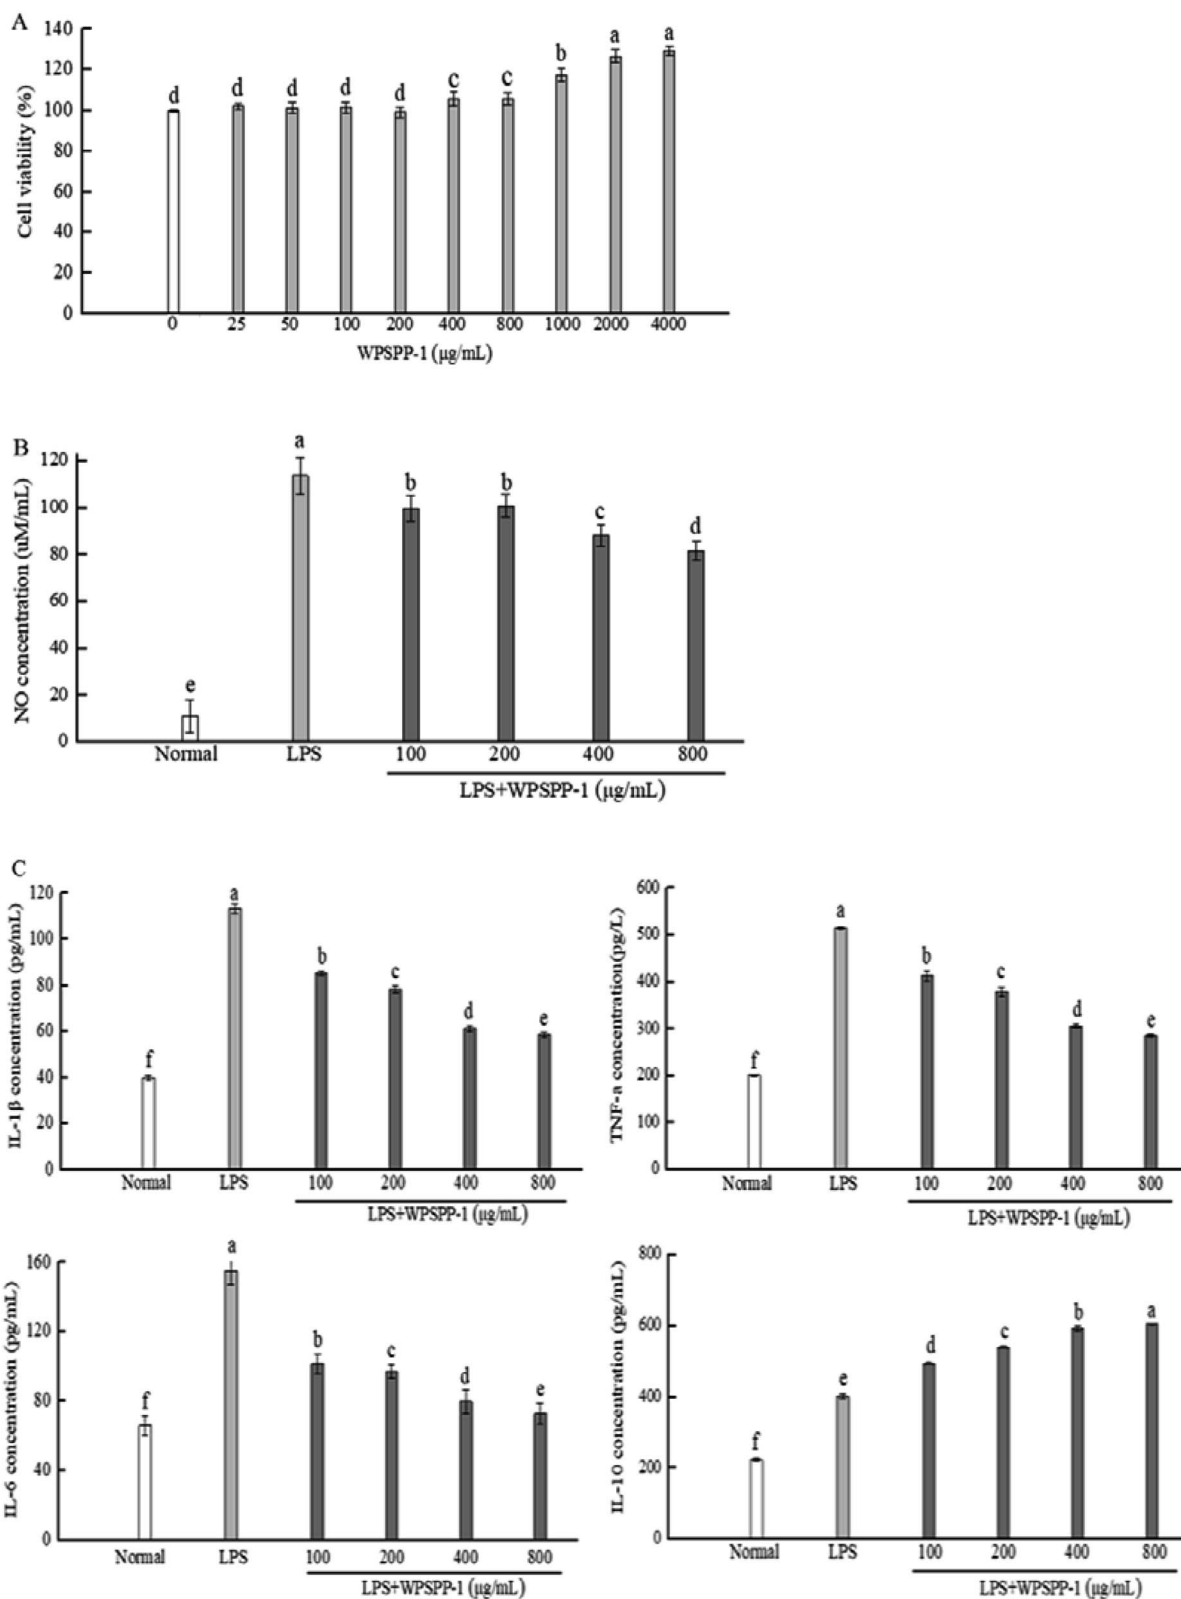 A
Cell viability (%)
140
120
100
80
60
40
20
0
d d d d d c c b a a
0 25 50 100 200 400 800 1000 2000 4000
WPSPP-1 (μg/mL)
B
NO concentration (uM/mL)
120
100
80
60
40
20
0
e a b b c d
Normal LPS 100 200 400 800
LPS+WPSPP-1 (μg/mL)
C
IL-1β concentration (pg/mL)
120
100
80
60
40
20
0
f a b c d e
Normal LPS 100 200 400 800
LPS+WPSPP-1 (μg/mL)
TNF-a concentration(pg/L)
600
500
400
300
200
100
0
f a b c d e
Normal LPS 100 200 400 800
LPS+WPSPP-1 (μg/mL)
IL-6 concentration (pg/mL)
160
120
80
40
0
f a b c d e
Normal LPS 100 200 400 800
LPS+WPSPP-1 (μg/mL)
IL-10 concentration (pg/mL)
800
600
400
200
0
f e d c b a
Normal LPS 100 200 400 800
LPS+WPSPP-1 (μg/mL)